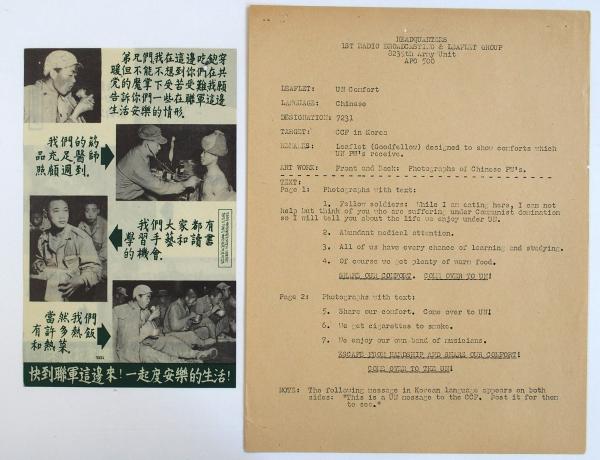 弟兄們我在這邊吃飽穿
暖但不能不想到你們共
黨的魔掌下受苦難我願
告訴你們一些在聯軍這邊
生活安樂的情形.
我們的药
品充足醫師
照顧週到.
我們大家都有
學習手藝和讀書
的機會.
當然我們
有許多熱飯
和熱菜.
7231
快到聯軍這邊來!一起度安樂的生活!
HEADQUARTERS
1ST RADIO BROADCASTING & LEAFLET GROUP
8239th Army Unit
APO 500
LEAFLET: UN Comfort
LANGUAGE: Chinese
DESIGNATION: 7231
TARGET: CCF in Korea
REMARKS: Leaflet (Goodfellow) designed to show comforts which
UN PW's receive.
ART WORK: Front and Back: Photographs of Chinese PW's.
TEXT:
Page 1: Photographs with text:
1. Fellow soldiers: While I am eating here, I can not
help but think of you who are suffering under Communist domination
so I will tell you about the life we enjoy under UN.
2. Abundant medical attention.
3. All of us have every chance of learning and studying.
4. Of course we get plenty of warm food.
SHARE OUR COMFORT. COME OVER TO UN!
Page 2: Photographs with text:
5. Share our comfort. Come over to UN!
6. We get cigarettes to smoke.
7. We enjoy our own band of musicians.
ESCAPE FROM HARDSHIP AND SHARE OUR COMFORT!
COME OVER TO THE UN!
NOTE: The following message in Korean language appears on both
sides: "This is a UN message to the CCF. Post it for them
to see."